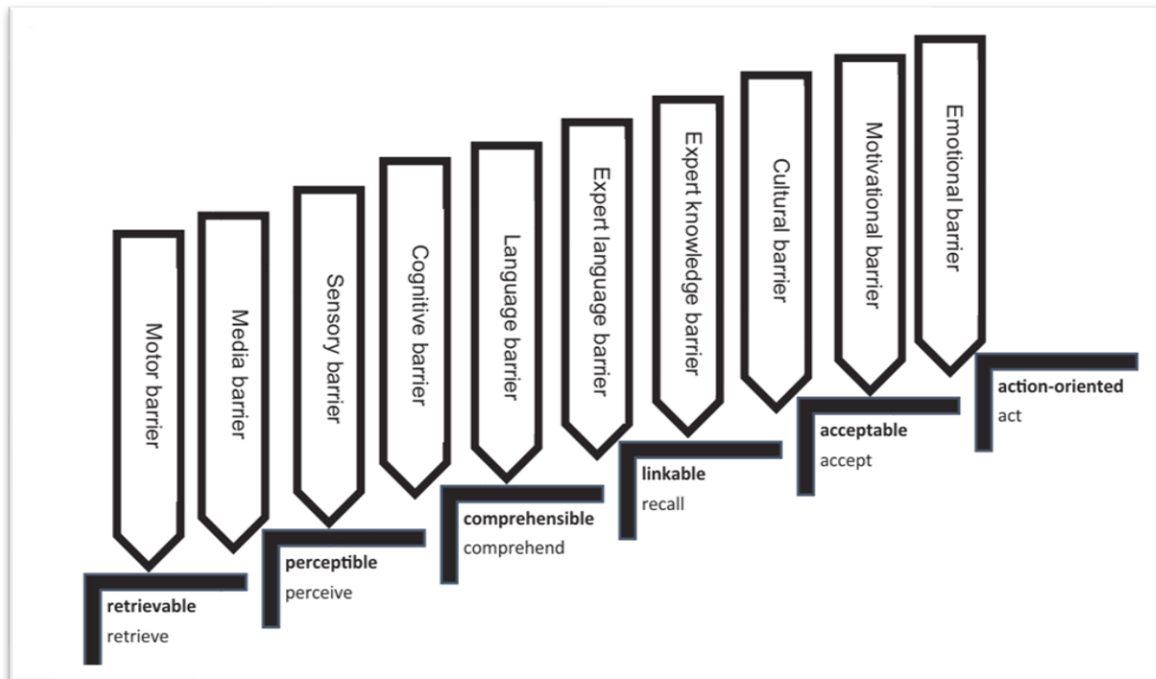 Motor barrier
Media barrier
Sensory barrier
Cognitive barrier
Language barrier
Expert language barrier
Expert knowledge barrier
Cultural barrier
Motivational barrier
Emotional barrier
retrievable
retrieve
perceptible
perceive
comprehensible
comprehend
linkable
recall
acceptable
accept
action-oriented
act